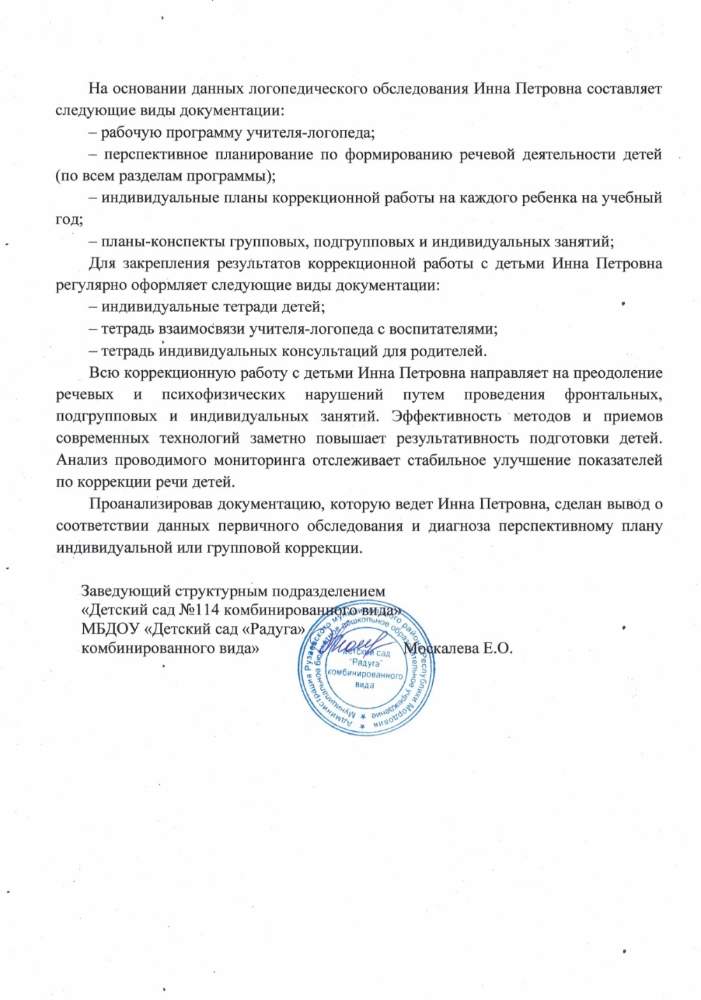 На основании данных логопедического обследования Инна Петровна составляет
следующие виды документации:
– рабочую программу учителя-логопеда;
– перспективное планирование по формированию речевой деятельности детей
(по всем разделам программы);
– индивидуальные планы коррекционной работы на каждого ребенка на учебный
год;
– планы-конспекты групповых, подгрупповых и индивидуальных занятий;
Для закрепления результатов коррекционной работы с детьми Инна Петровна
регулярно оформляет следующие виды документации:
– индивидуальные тетради детей;
– тетрадь взаимосвязи учителя-логопеда с воспитателями;
– тетрадь индивидуальных консультаций для родителей.
Всю коррекционную работу с детьми Инна Петровна направляет на преодоление
речевых и психофизических нарушений путем проведения фронтальных,
подгрупповых и индивидуальных занятий. Эффективность методов и приемов
современных технологий заметно повышает результативность подготовки детей.
Анализ проводимого мониторинга отслеживает стабильное улучшение показателей
по коррекции речи детей.
Проанализировав документацию, которую ведет Инна Петровна, сделан вывод о
соответствии данных первичного обследования и диагноза перспективному плану
индивидуальной или групповой коррекции.
Заведующий структурным подразделением
«Детский сад №114 комбинированного вида»
МБДОУ «Детский сад «Радуга»
комбинированного вида» Москалева Е.О.
Администрация Рузаевского муниципального района Республики Мордовия
Муниципальное бюджетное дошкольное образовательное учреждение
"детский сад
"Радуга"
комбинированного
вида